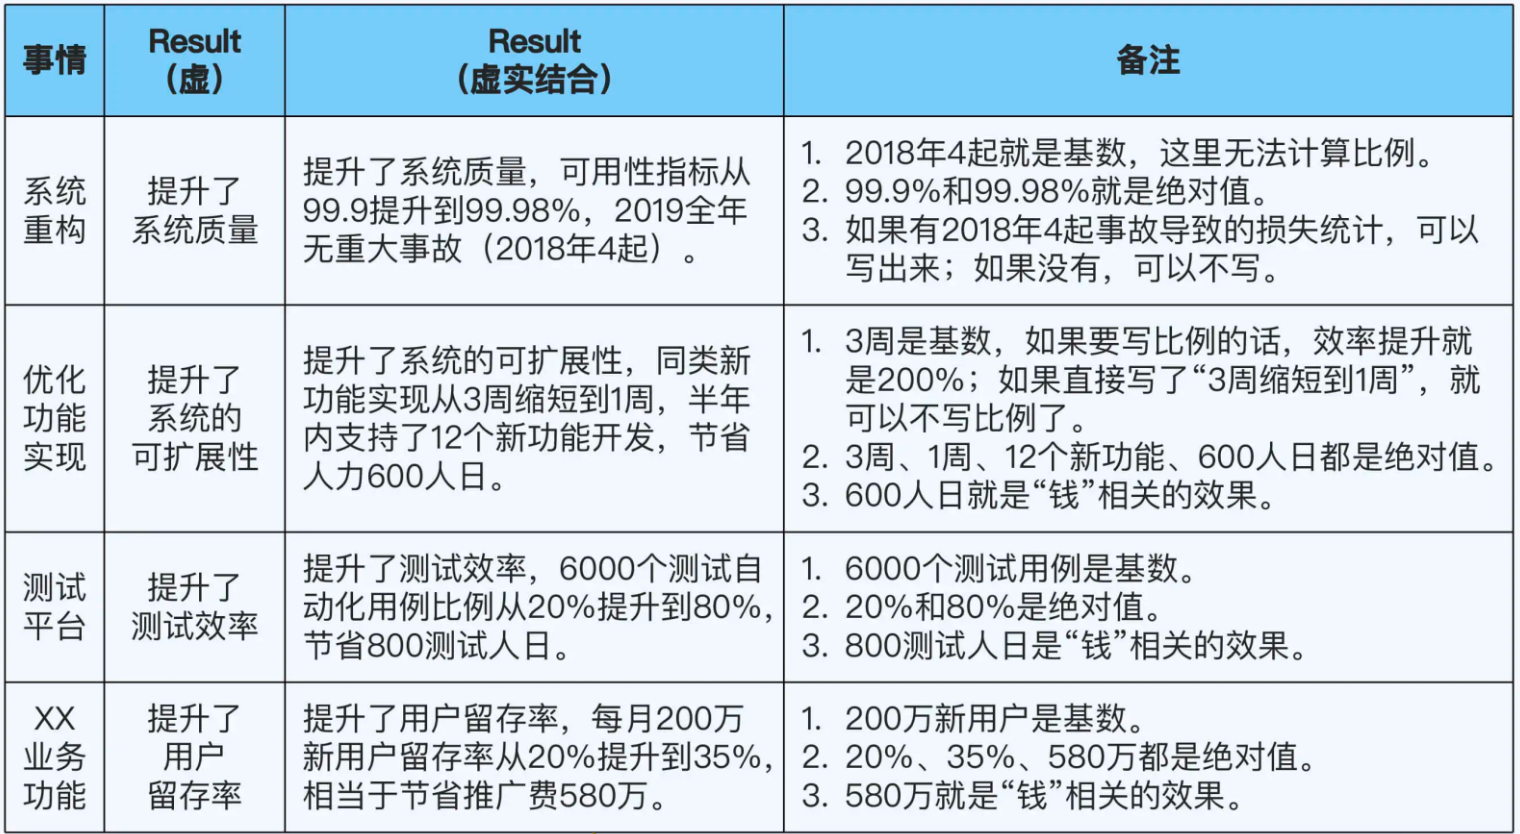 事情
Result
（虚）
Result
（虚实结合）
备注
系统
重构
提升了
系统质量
提升了系统质量，可用性指标从
99.9提升到99.98%，2019全年
无重大事故（2018年4起）。
1. 2018年4起就是基数，这里无法计算比例。
2. 99.9%和99.98%就是绝对值。
3. 如果有2018年4起事故导致的损失统计，可以
写出来；如果没有，可以不写。
优化
功能
实现
提升了
系统的
可扩展性
提升了系统的可扩展性，同类新
功能实现从3周缩短到1周，半年
内支持了12个新功能开发，节省
人力600人日。
1. 3周是基数，如果要写比例的话，效率提升就
是200%；如果直接写了“3周缩短到1周”，就
可以不写比例了。
2. 3周、1周、12个新功能、600人日都是绝对值。
3. 600人日就是“钱”相关的效果。
测试
平台
提升了
测试效率
提升了测试效率，6000个测试自
动化用例比例从20%提升到80%，
节省800测试人日。
1. 6000个测试用例是基数。
2. 20%和80%是绝对值。
3. 800测试人日是“钱”相关的效果。
XX
业务
功能
提升了
用户
留存率
提升了用户留存率，每月200万
新用户留存率从20%提升到35%，
相当于节省推广费580万。
1. 200万新用户是基数。
2. 20%、35%、580万都是绝对值。
3. 580万就是“钱”相关的效果。